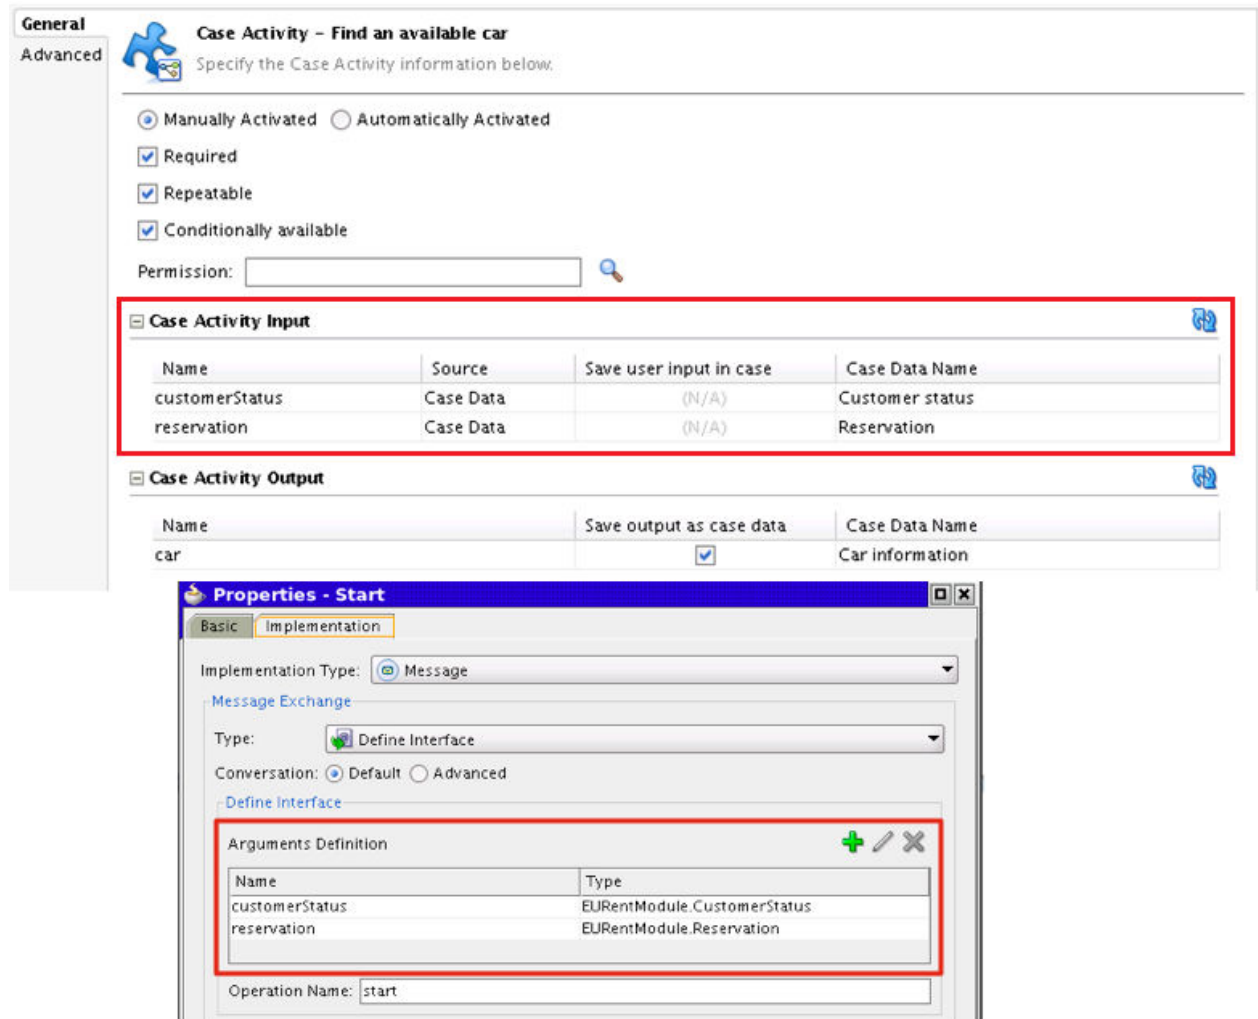 General
Advanced
Case Activity – Find an available car
Specify the Case Activity information below.
Manually Activated Automatically Activated
Required
Repeatable
Conditionally available
Permission:
Case Activity Input
Name Source Save user input in case Case Data Name
customerStatus Case Data (N/A) Customer status
reservation Case Data (N/A) Reservation
Case Activity Output
Name Save output as case data Case Data Name
car Car information
Properties - Start
Basic Implementation
Implementation Type: Message
Message Exchange
Type: Define Interface
Conversation: Default Advanced
Define Interface
Arguments Definition
Name Type
customerStatus EURentModule.CustomerStatus
reservation EURentModule.Reservation
Operation Name: start